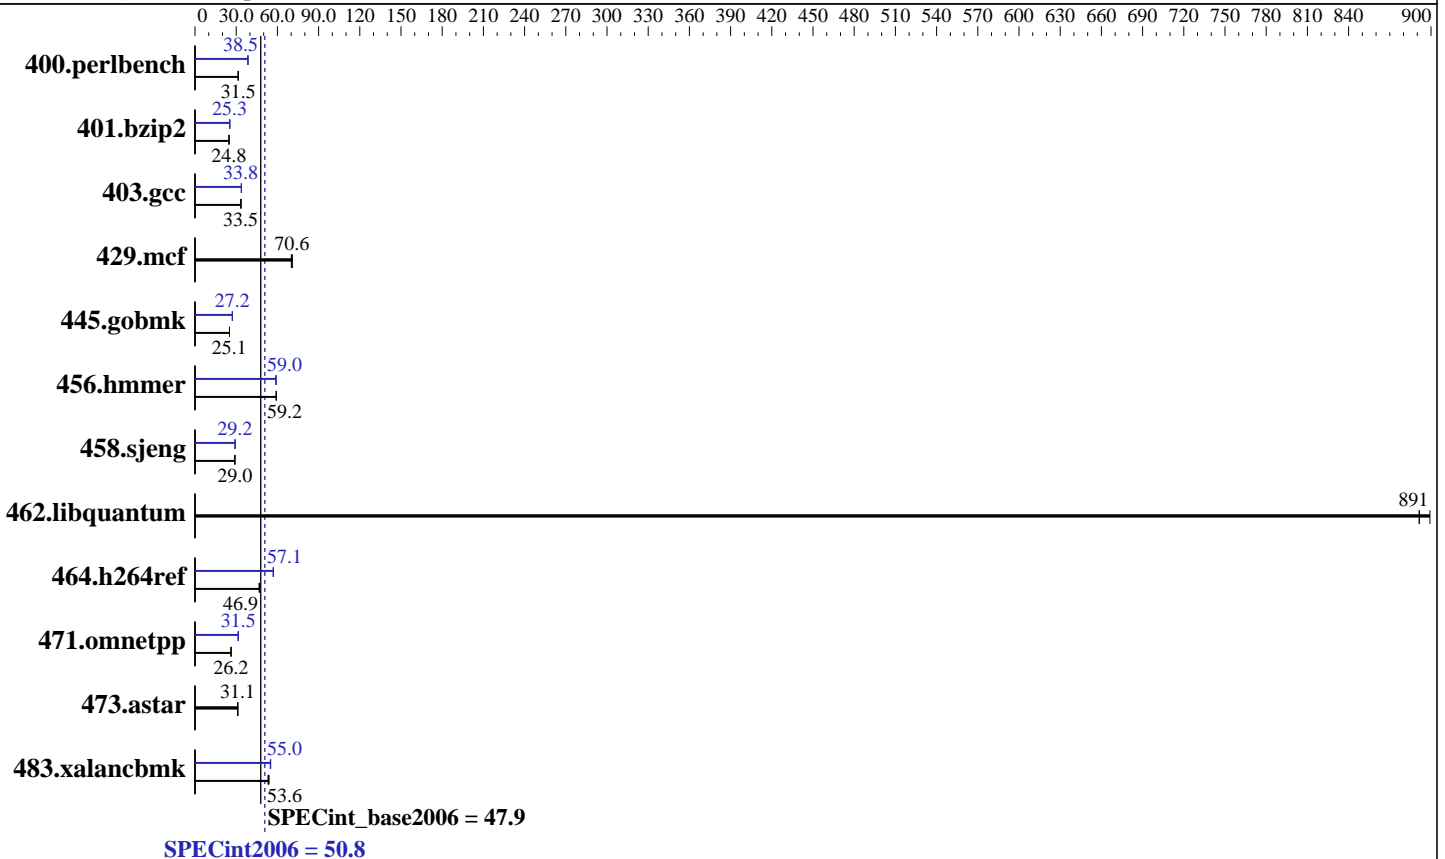 0 30.0 60.0 90.0 120 150 180 210 240 270 300 330 360 390 420 450 480 510 540 570 600 630 660 690 720 750 780 810 840 900
38.5
400.perlbench
31.5
25.3
401.bzip2
24.8
33.8
403.gcc
33.5
70.6
429.mcf
27.2
445.gobmk
25.1
59.0
456.hmmer
59.2
29.2
458.sjeng
29.0
891
462.libquantum
57.1
464.h264ref
46.9
31.5
471.omnetpp
26.2
31.1
473.astar
55.0
483.xalancbmk
53.6
SPECint_base2006 = 47.9
SPECint2006 = 50.8